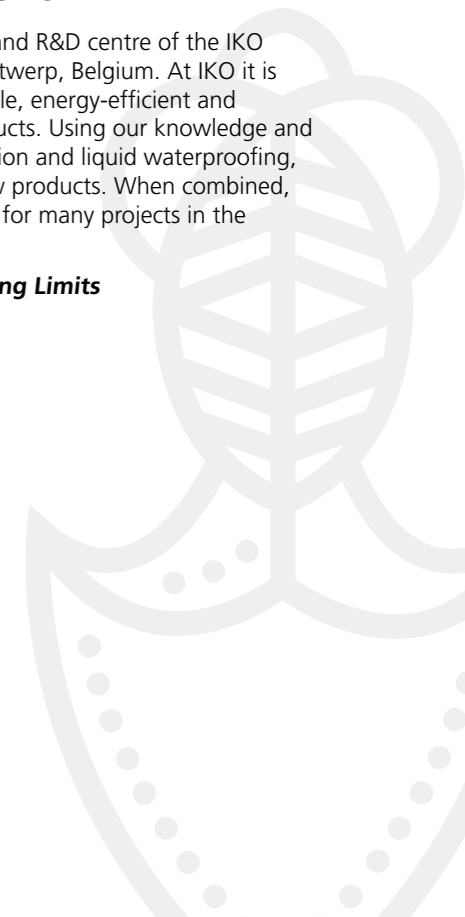 and R&D centre of the IKO
twerp, Belgium. At IKO it is
le, energy-efficient and
ucts. Using our knowledge and
ion and liquid waterproofing,
w products. When combined,
for many projects in the
ng Limits